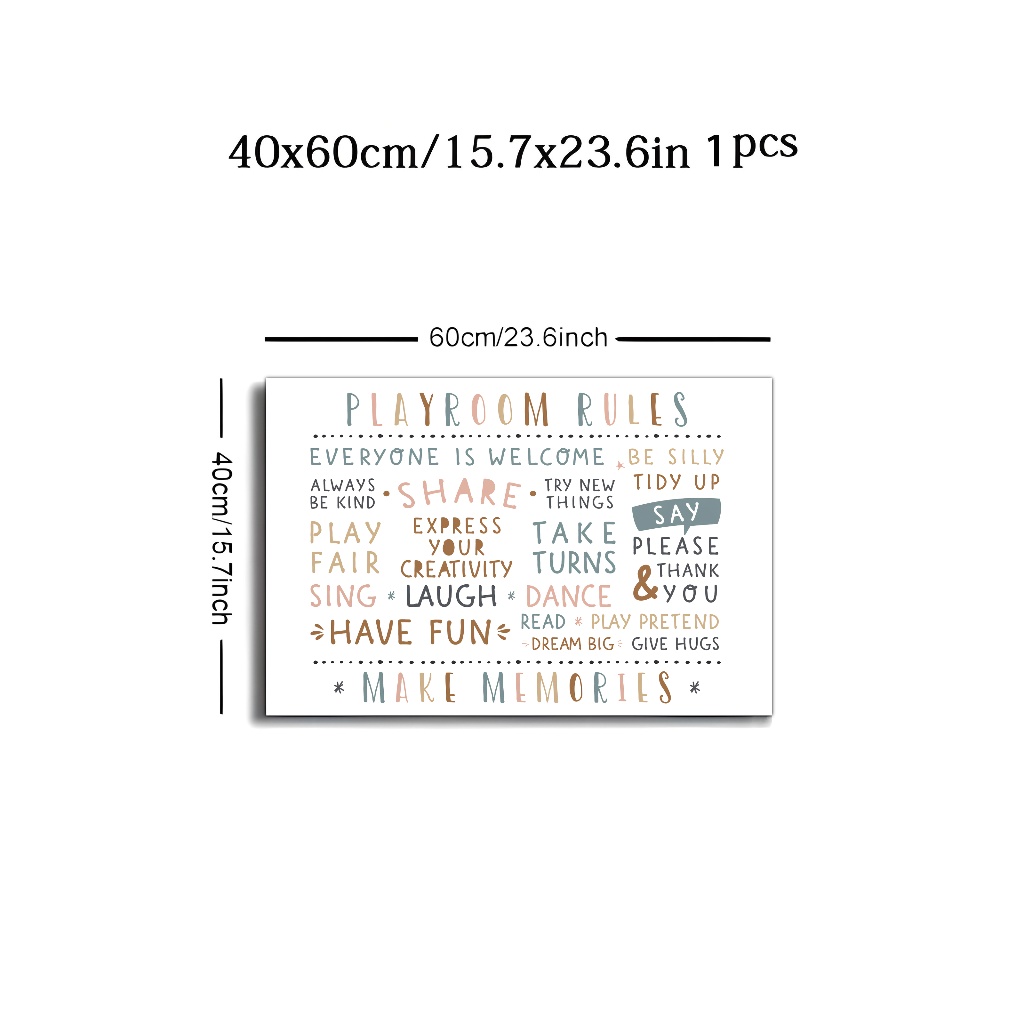 40x60cm/15.7x23.6in 1pcs
60cm/23.6inch
40cm/15.7inch
PLAYROOM RULES
EVERYONE IS WELCOME
BE SILLY
ALWAYS
BE KIND
SHARE
TRY NEW
THINGS
TIDY UP
PLAY
FAIR
EXPRESS
YOUR
CREATIVITY
TAKE
TURNS
SAY
PLEASE
& THANK
YOU
SING * LAUGH * DANCE
HAVE FUN
READ * PLAY PRETEND
DREAM BIG
GIVE HUGS
* MAKE MEMORIES *